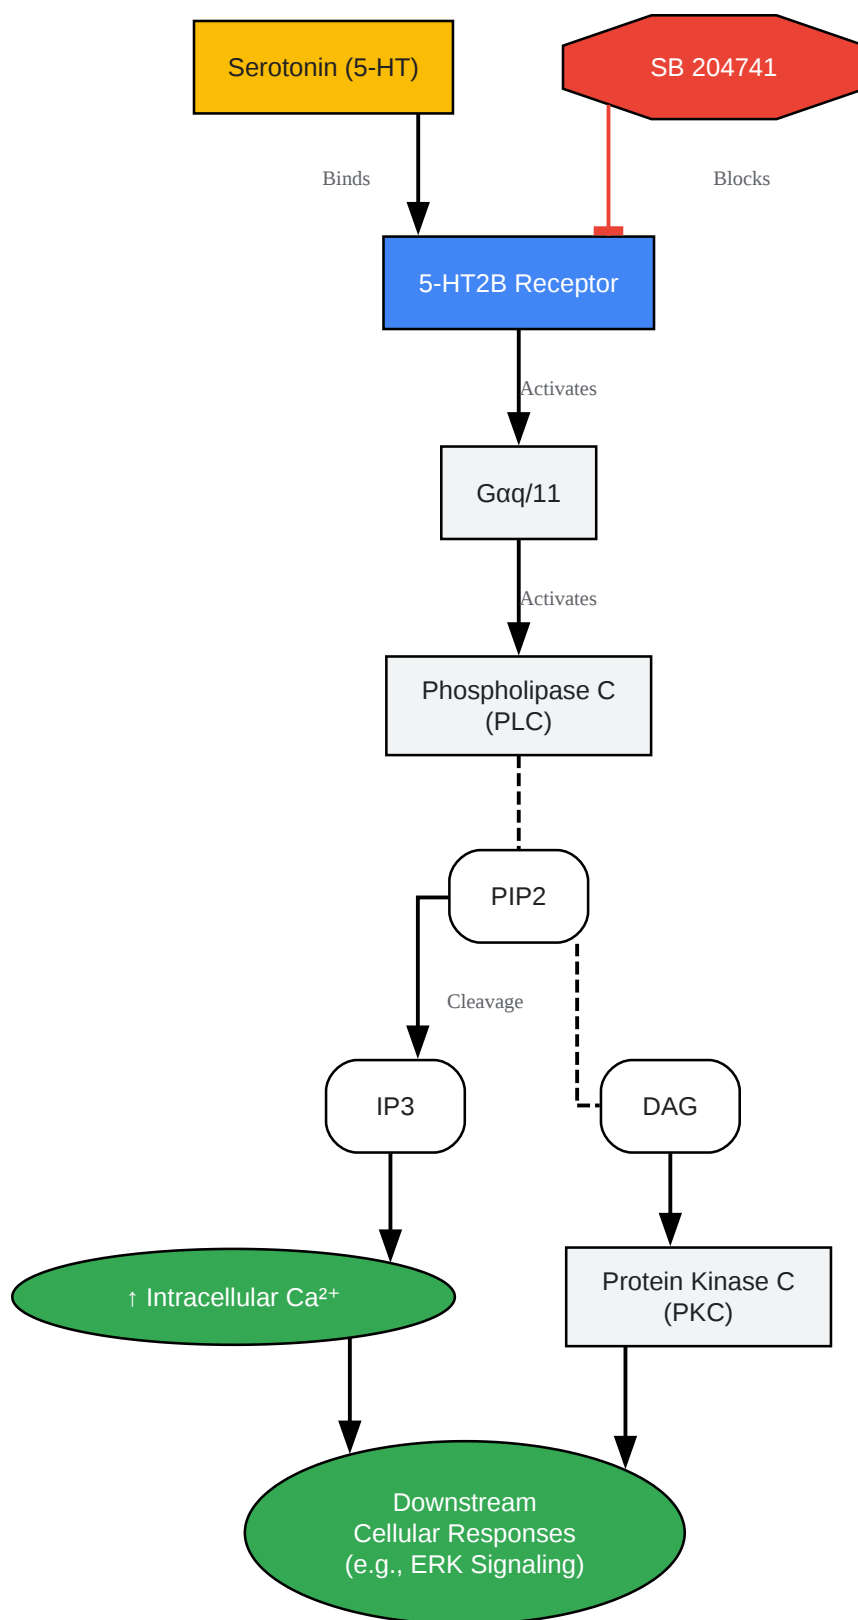 Serotonin (5-HT)
SB 204741
Binds
Blocks
5-HT2B Receptor
Activates
Gαq/11
Activates
Phospholipase C
(PLC)
PIP2
Cleavage
IP3
DAG
↑ Intracellular Ca²⁺
Protein Kinase C
(PKC)
Downstream
Cellular Responses
(e.g., ERK Signaling)